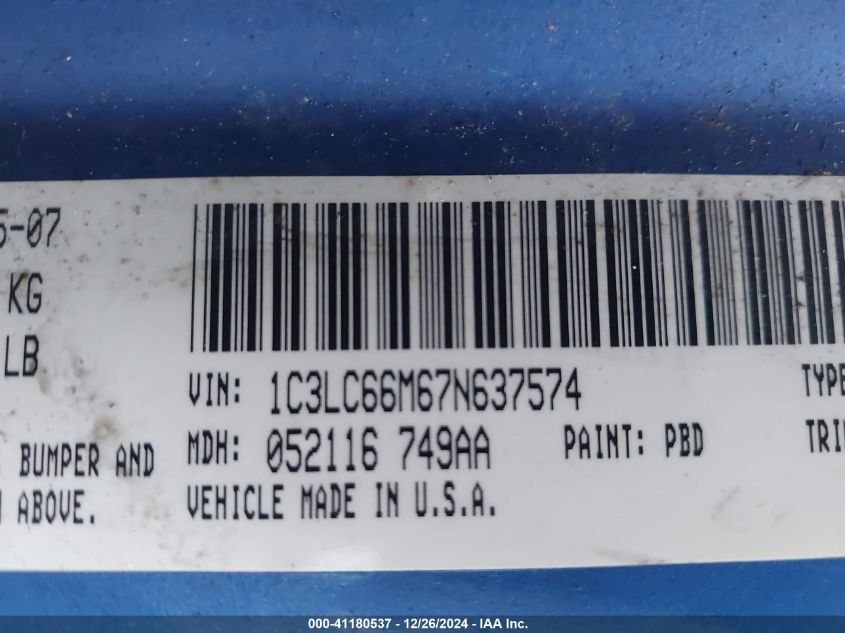 5-07
KG
LB
VIN: 1C3LC66M67N637574
TYPE
BUMPER AND
MDH: 052116 749AA
PAINT: PBD
TRI
ABOVE.
VEHICLE MADE IN U.S.A.
000-41180537 - 12/26/2024 - IAA Inc.